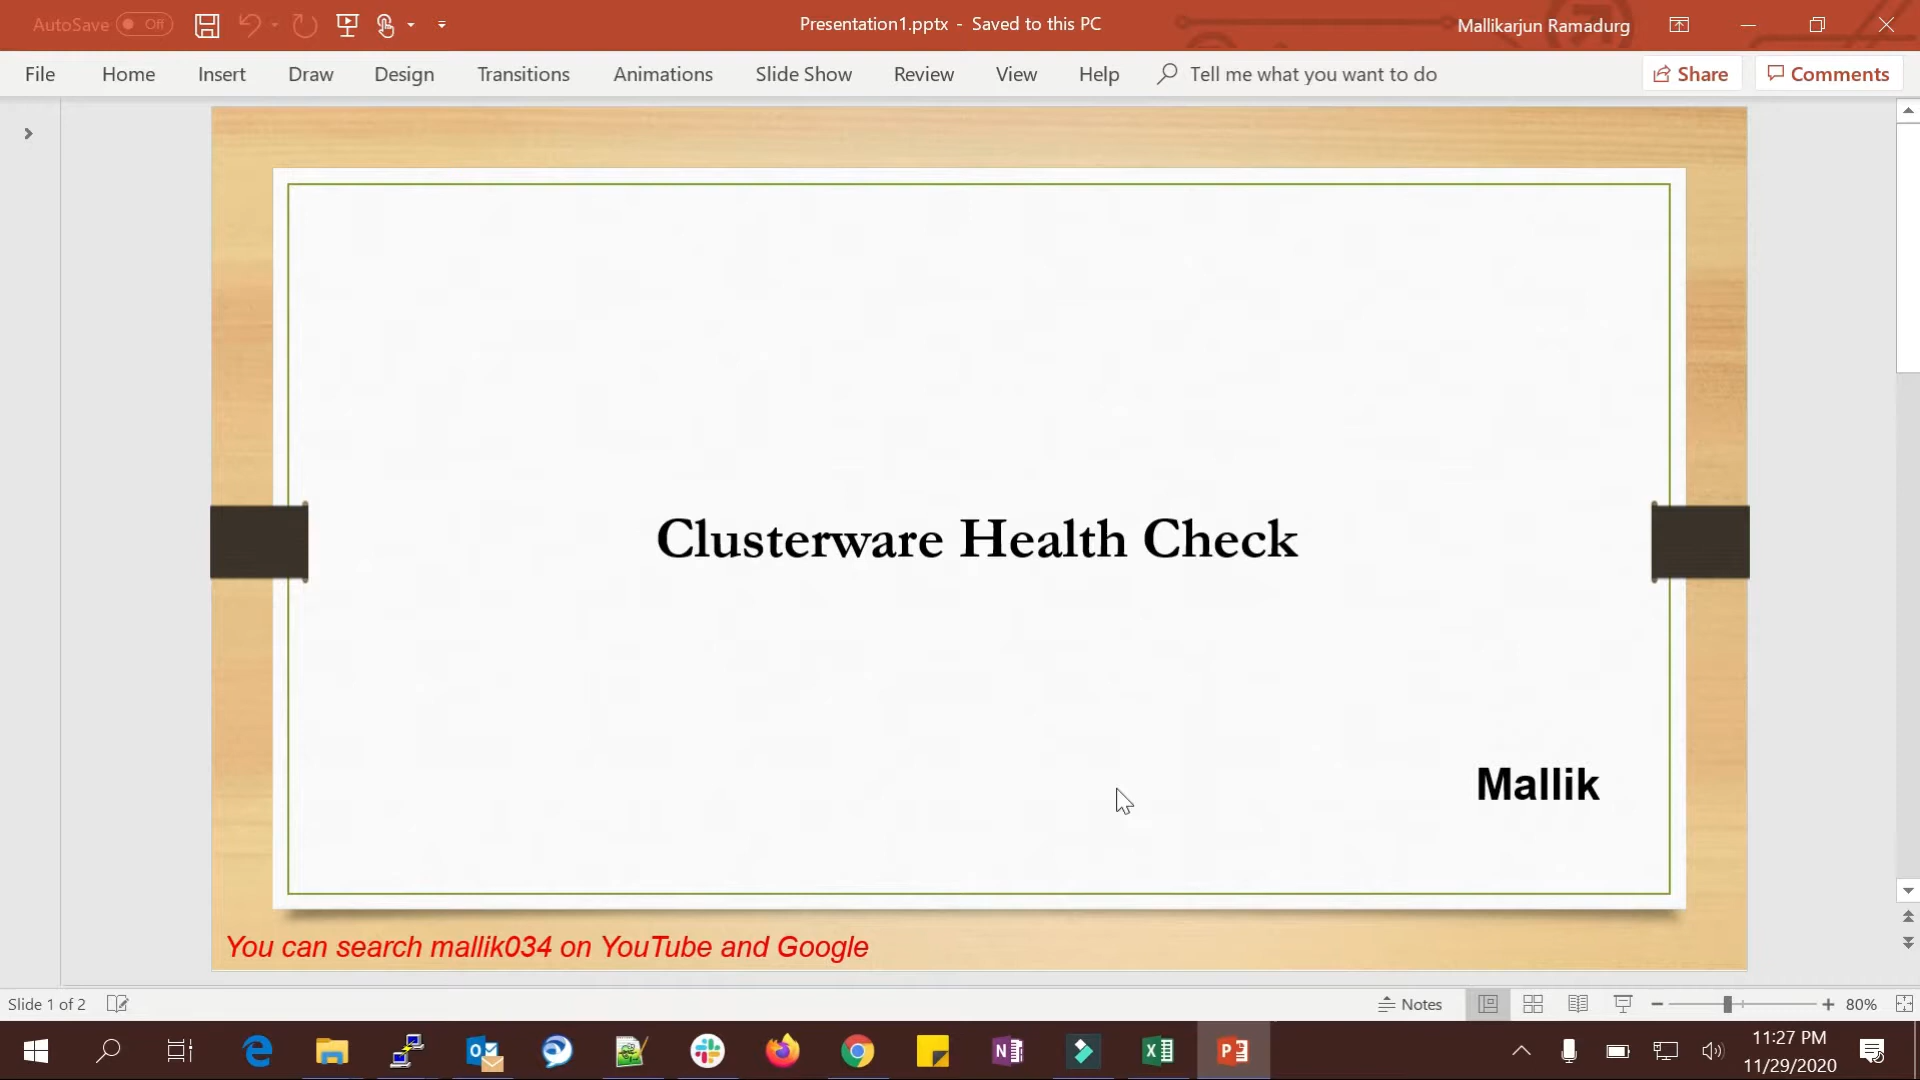 AutoSave Off
Presentation1.pptx - Saved to this PC
Mallikarjun Ramadurg
File Home Insert Draw Design Transitions Animations Slide Show Review View Help Tell me what you want to do Share Comments
Clusterware Health Check
Mallik
You can search mallik034 on YouTube and Google
Slide 1 of 2 Notes 80%
11:27 PM
11/29/2020